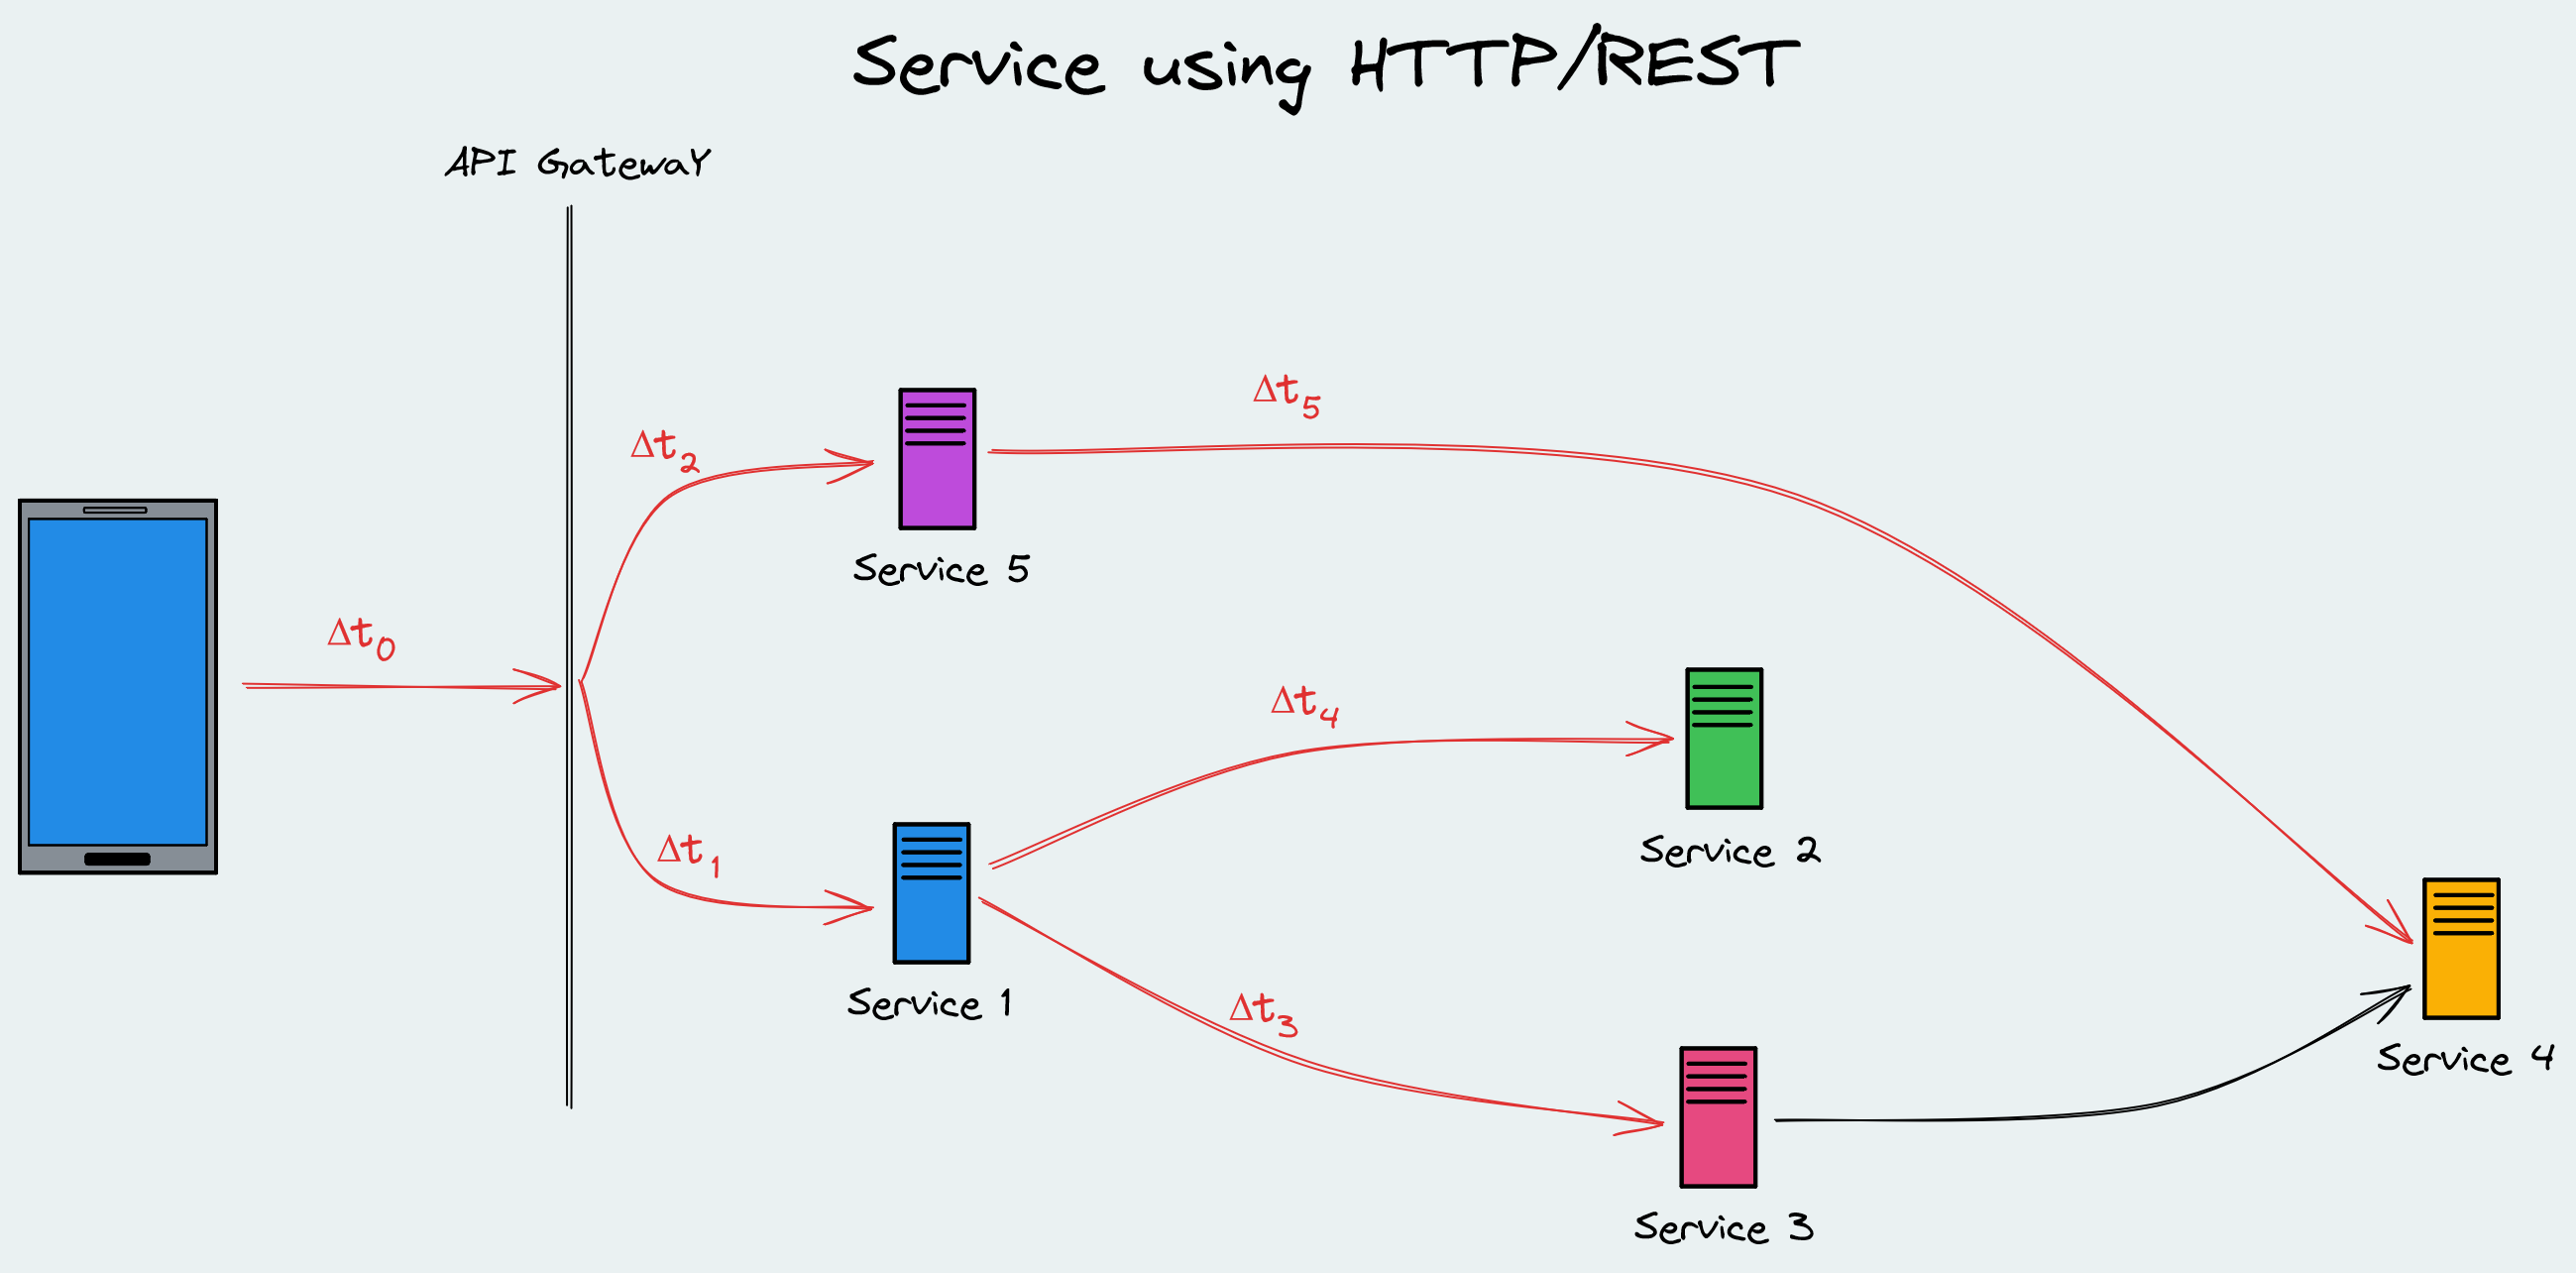 Service using HTTP/REST
API Gateway
Δt5
Δt2
Service 5
Δt0
Δt4
Δt1
Service 2
Service 1
Δt3
Service 4
Service 3